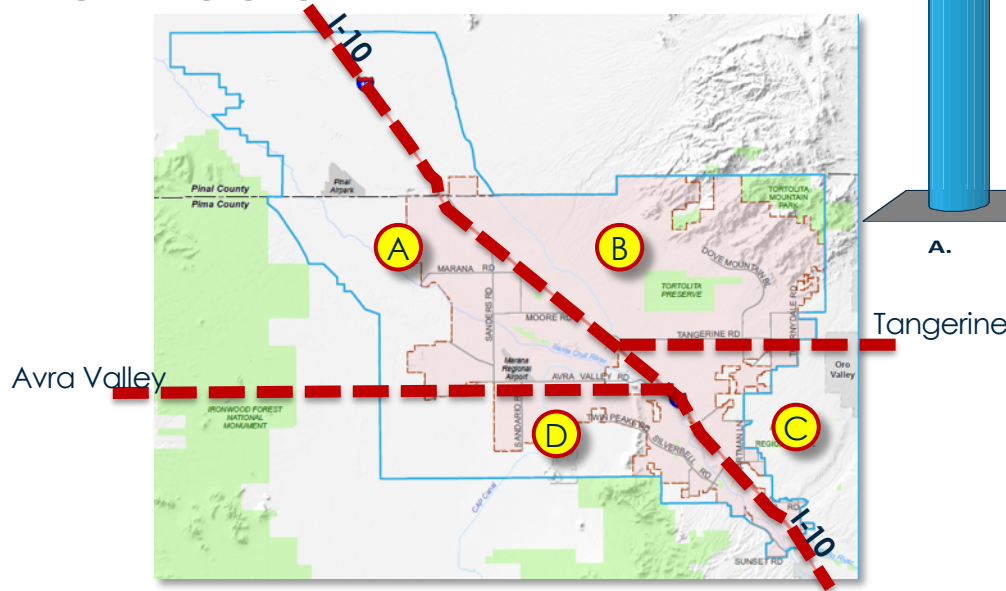 I-10
Pinal County
Pima County
Pinal
Airpark
TORTOLITA
MOUNTAIN
PARK
A.
A
B
MARANA RD
DOVE MOUNTAIN BL
TORTOLITA
PRESERVE
SANDERS RD
MOORE RD
TANGERINE RD
Tangerine
Santa Cruz River
Marana
Regional
Airport
Oro
Valley
Avra Valley
AVRA VALLEY RD
IRONWOOD FOREST
NATIONAL
MONUMENT
D
C
TWIN PEAKS RD
SILVERBELL RD
CAP Canal
I-10
RD
SUNSET RD